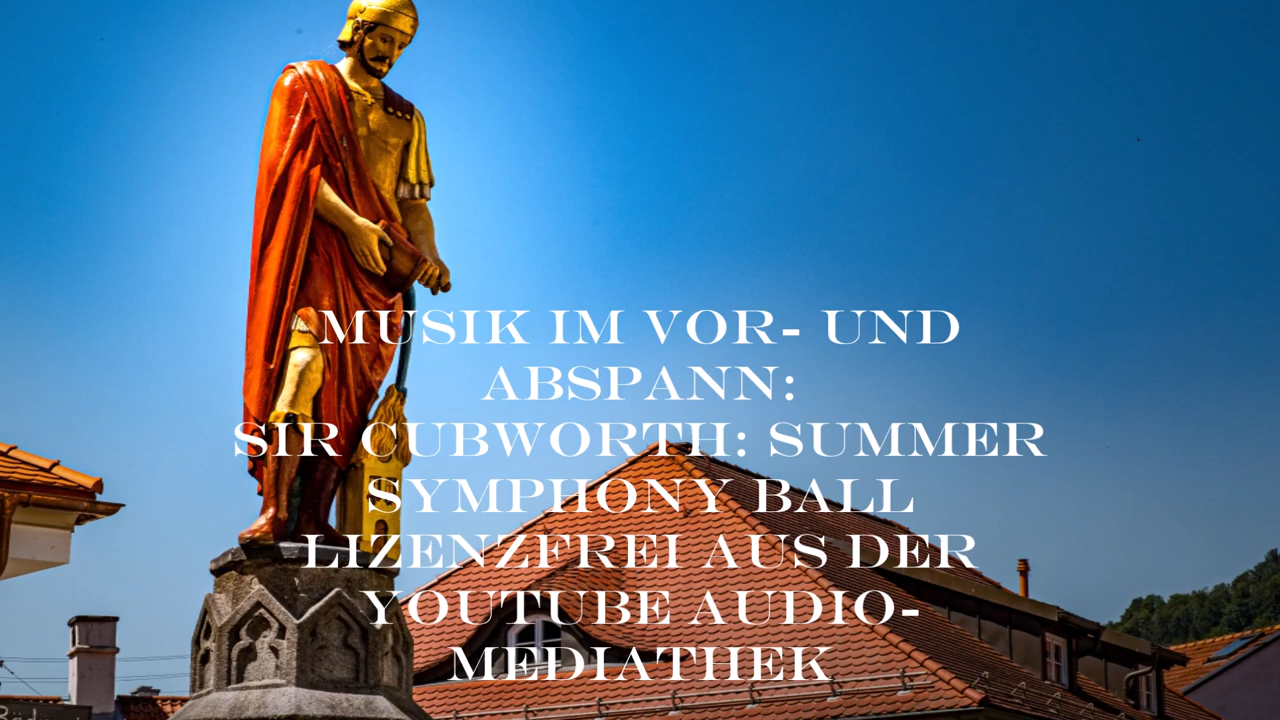 MUSIK IM VOR- UND
ABSPANN:
SIR CUBWORTH: SUMMER
SYMPHONY BALL
LIZENZFREI AUS DER
YOUTUBE AUDIO-
MEDIATHEK